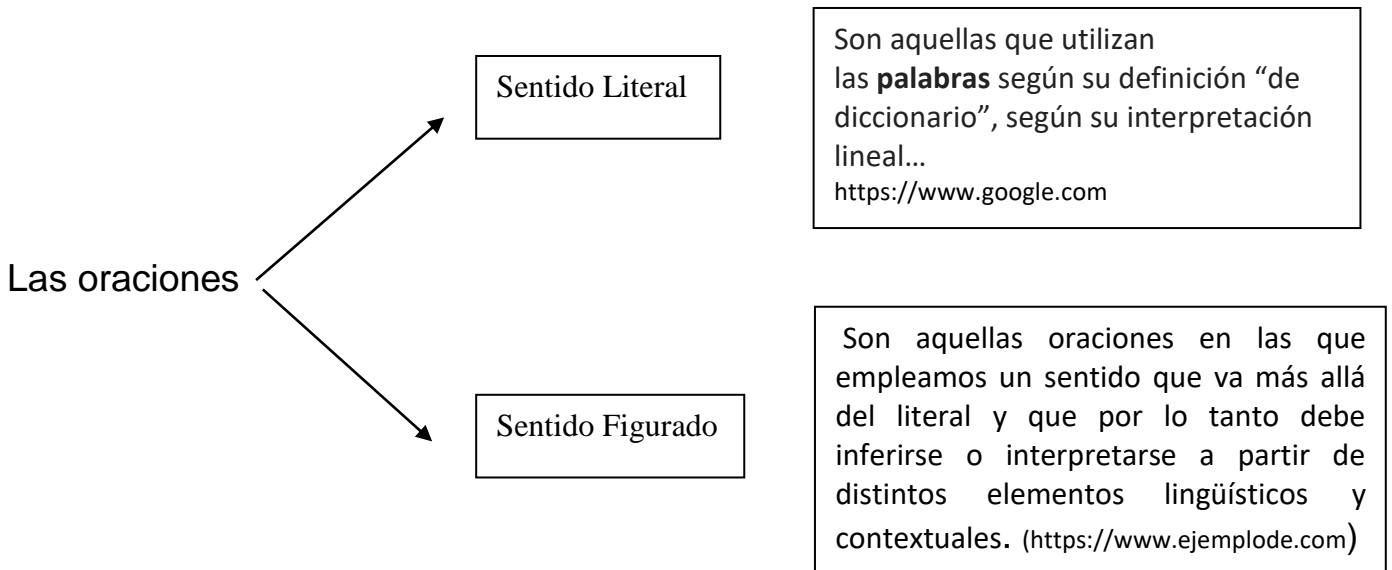 Las oraciones
Sentido Literal
Son aquellas que utilizan
las palabras según su definición “de
diccionario”, según su interpretación
lineal…
https://www.google.com
Sentido Figurado
Son aquellas oraciones en las que
empleamos un sentido que va más allá
del literal y que por lo tanto debe
inferirse o interpretarse a partir de
distintos elementos lingüísticos y
contextuales. (https://www.ejemplode.com)